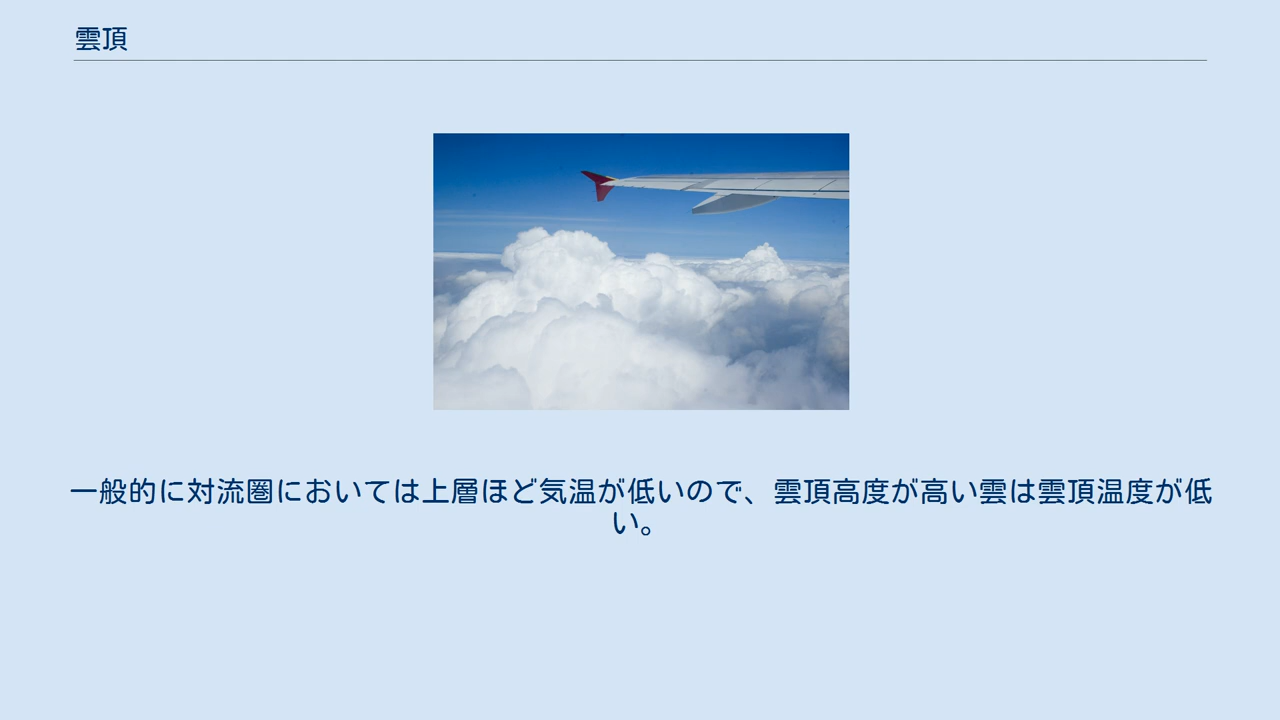 雲頂
一般的に対流圏においては上層ほど気温が低いので、雲頂高度が高い雲は雲頂温度が低
い。